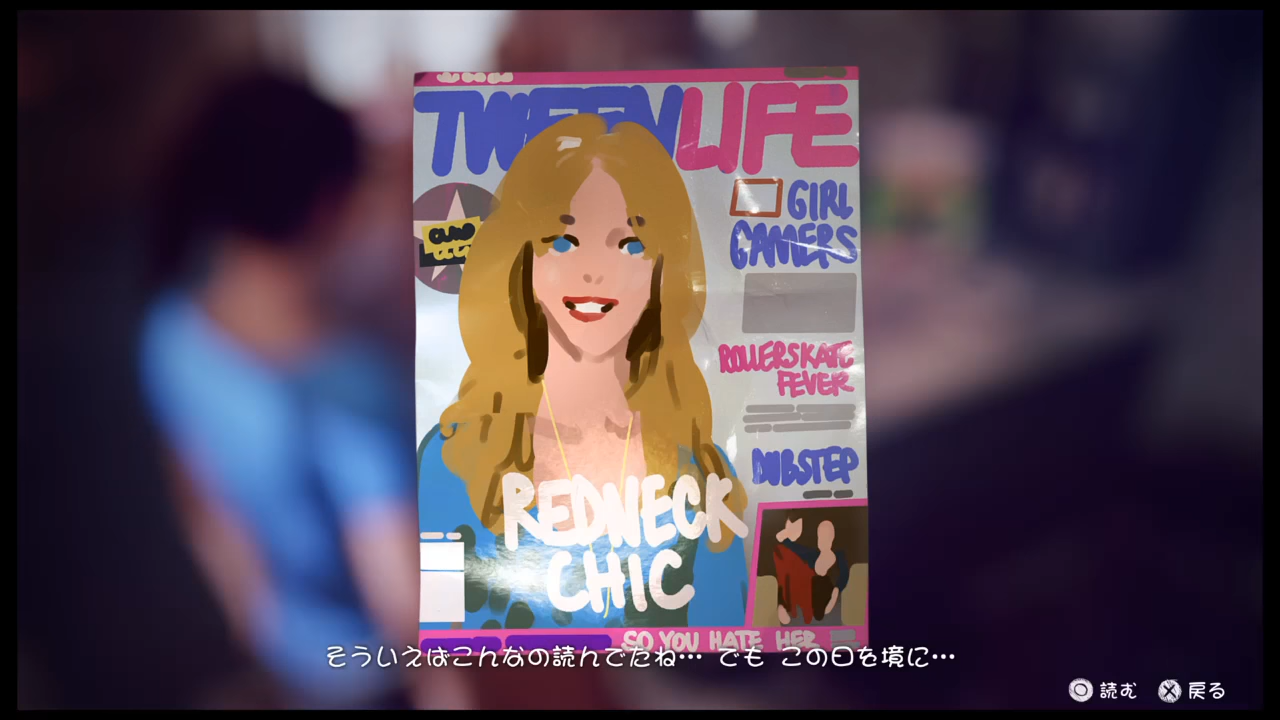 TWEEN LIFE
GIRL
GAMERS
ROLLERSKATE
FEVER
DUBSTEP
REDNECK
CHIC
SO YOU HATE HER
そういえばこんなの読んでたね… でも この日を境に…
読む 戻る